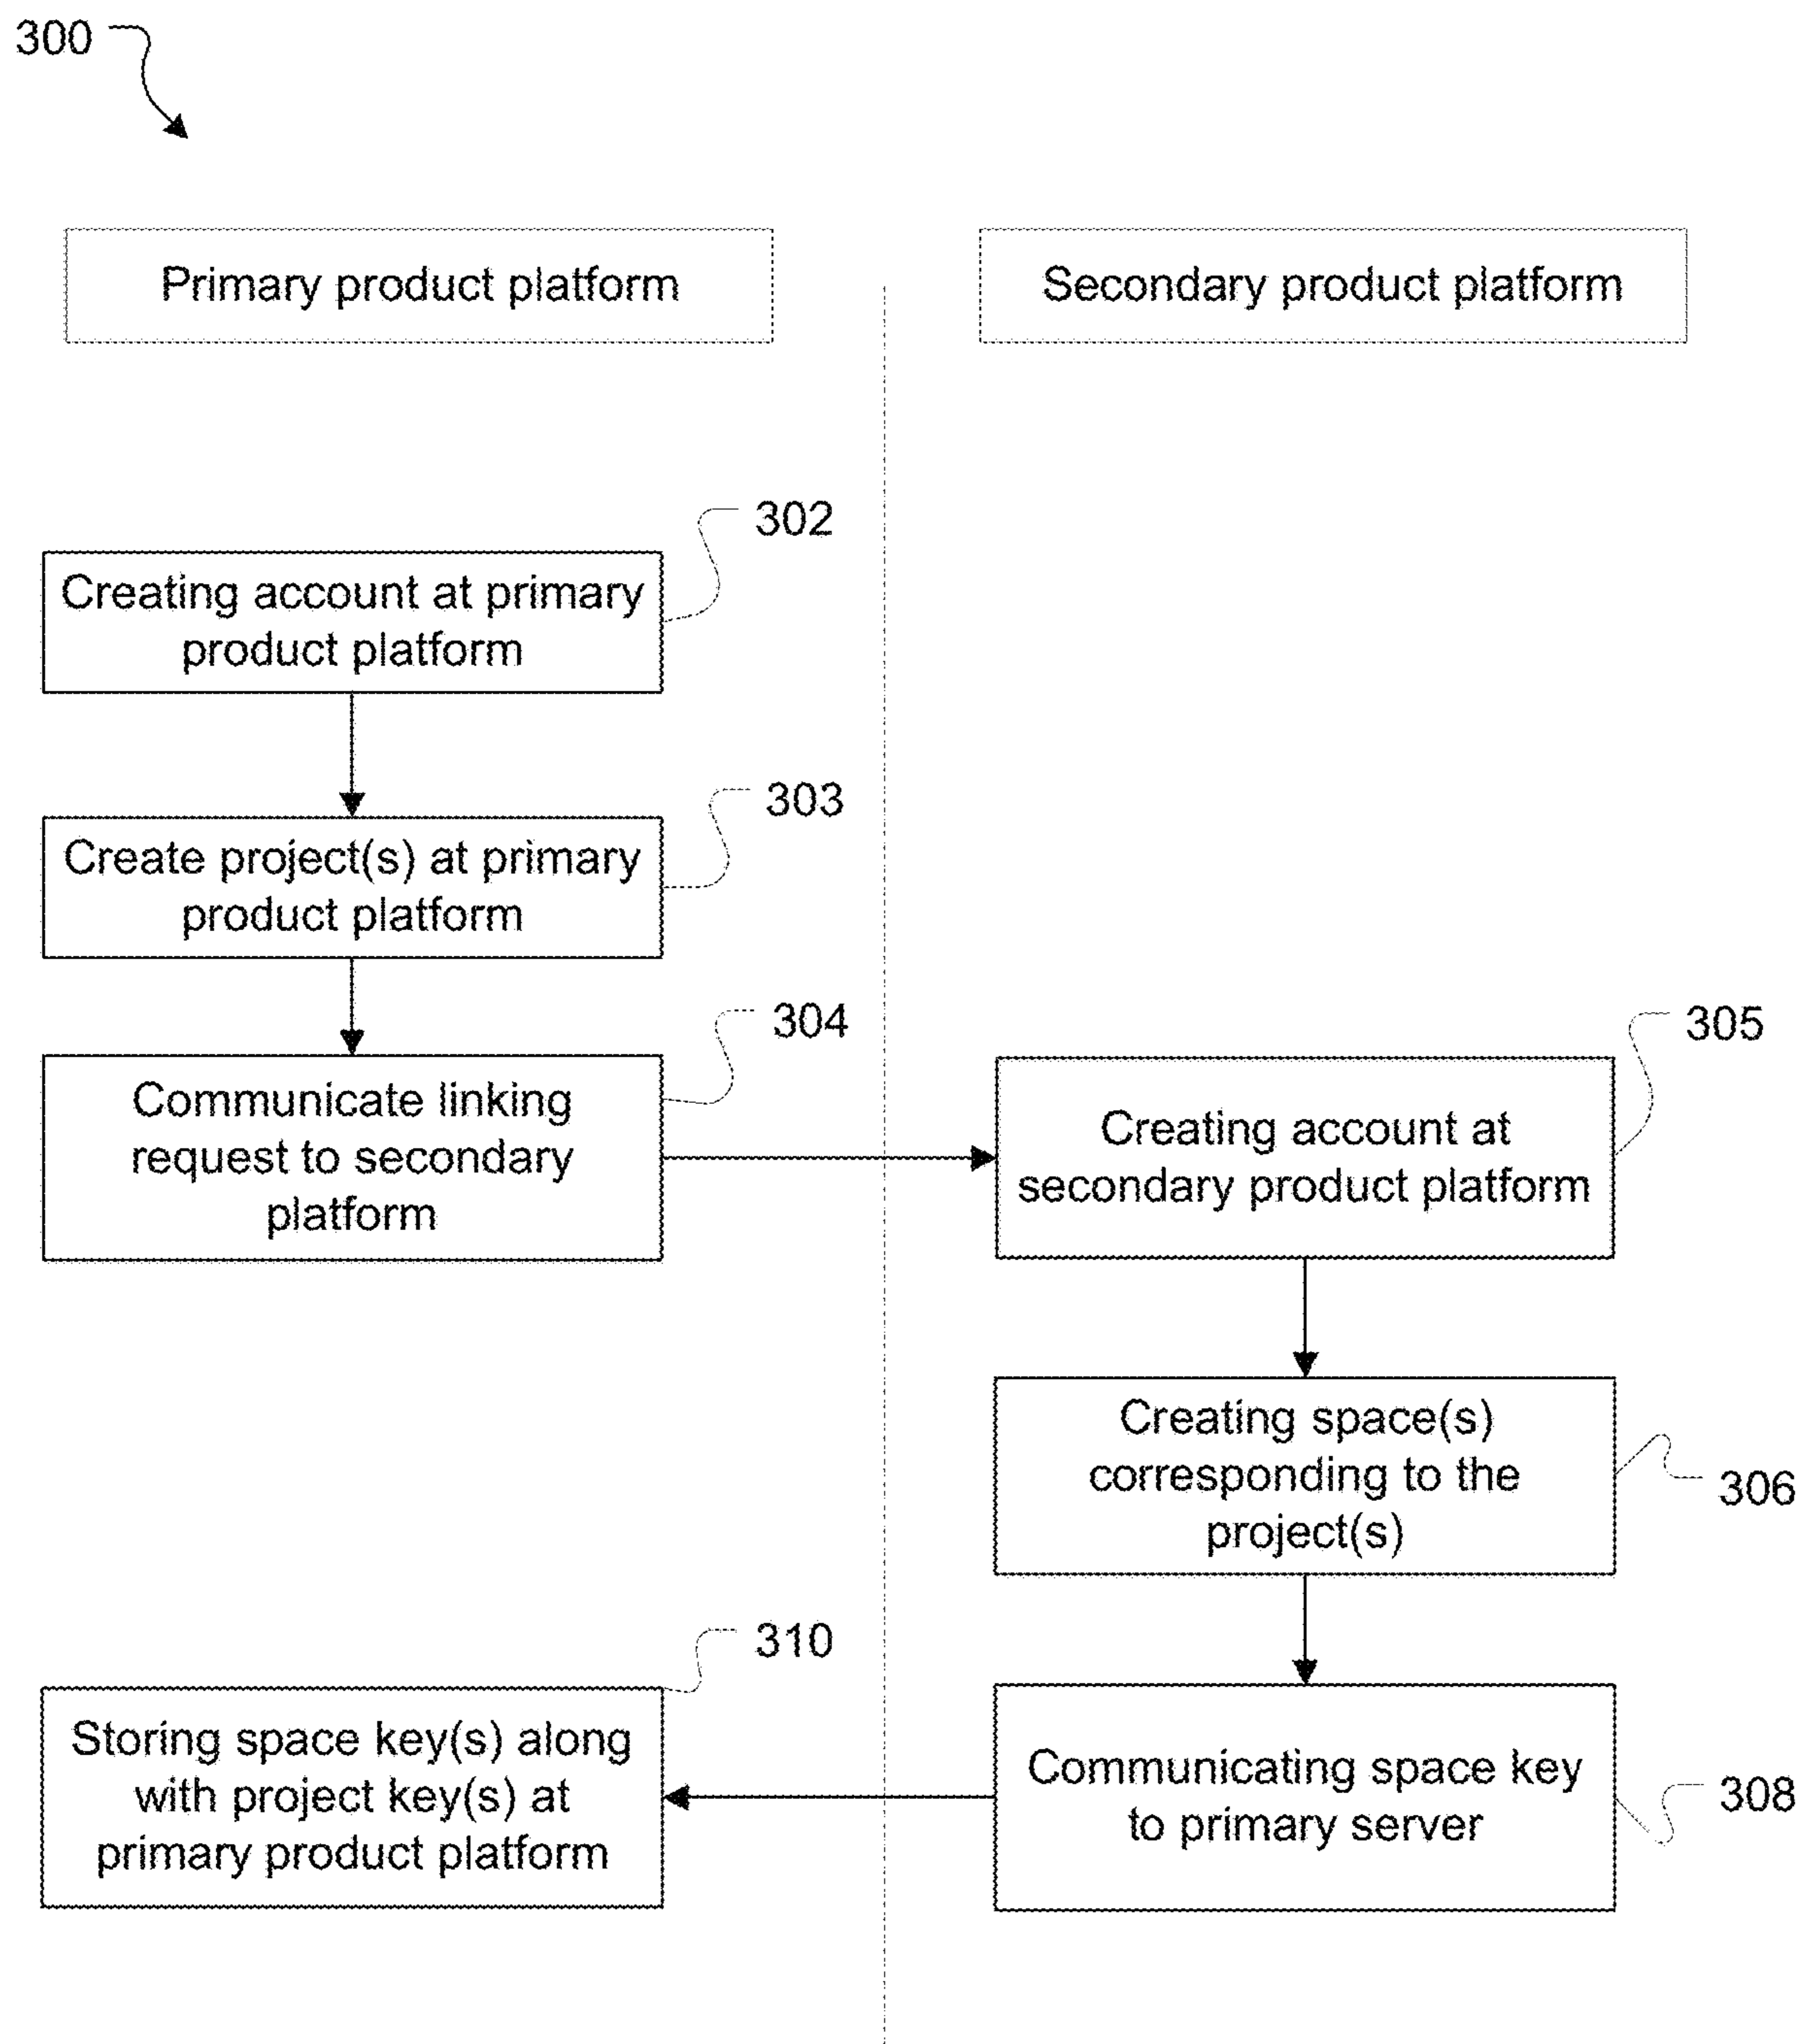 300
Primary product platform
Secondary product platform
302
Creating account at primary
product platform
303
Create project(s) at primary
product platform
304
Communicate linking
request to secondary
platform
305
Creating account at
secondary product platform
Creating space(s)
corresponding to the
project(s)
306
310
Storing space key(s) along
with project key(s) at
primary product platform
Communicating space key
to primary server
308